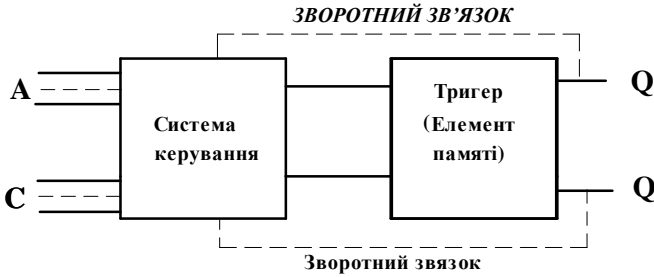 ЗВОРОТНИЙ ЗВ’ЯЗОК
A
Q
Тригер
(Елемент
памяті)
Система
керування
C
Q
Зворотний звязок